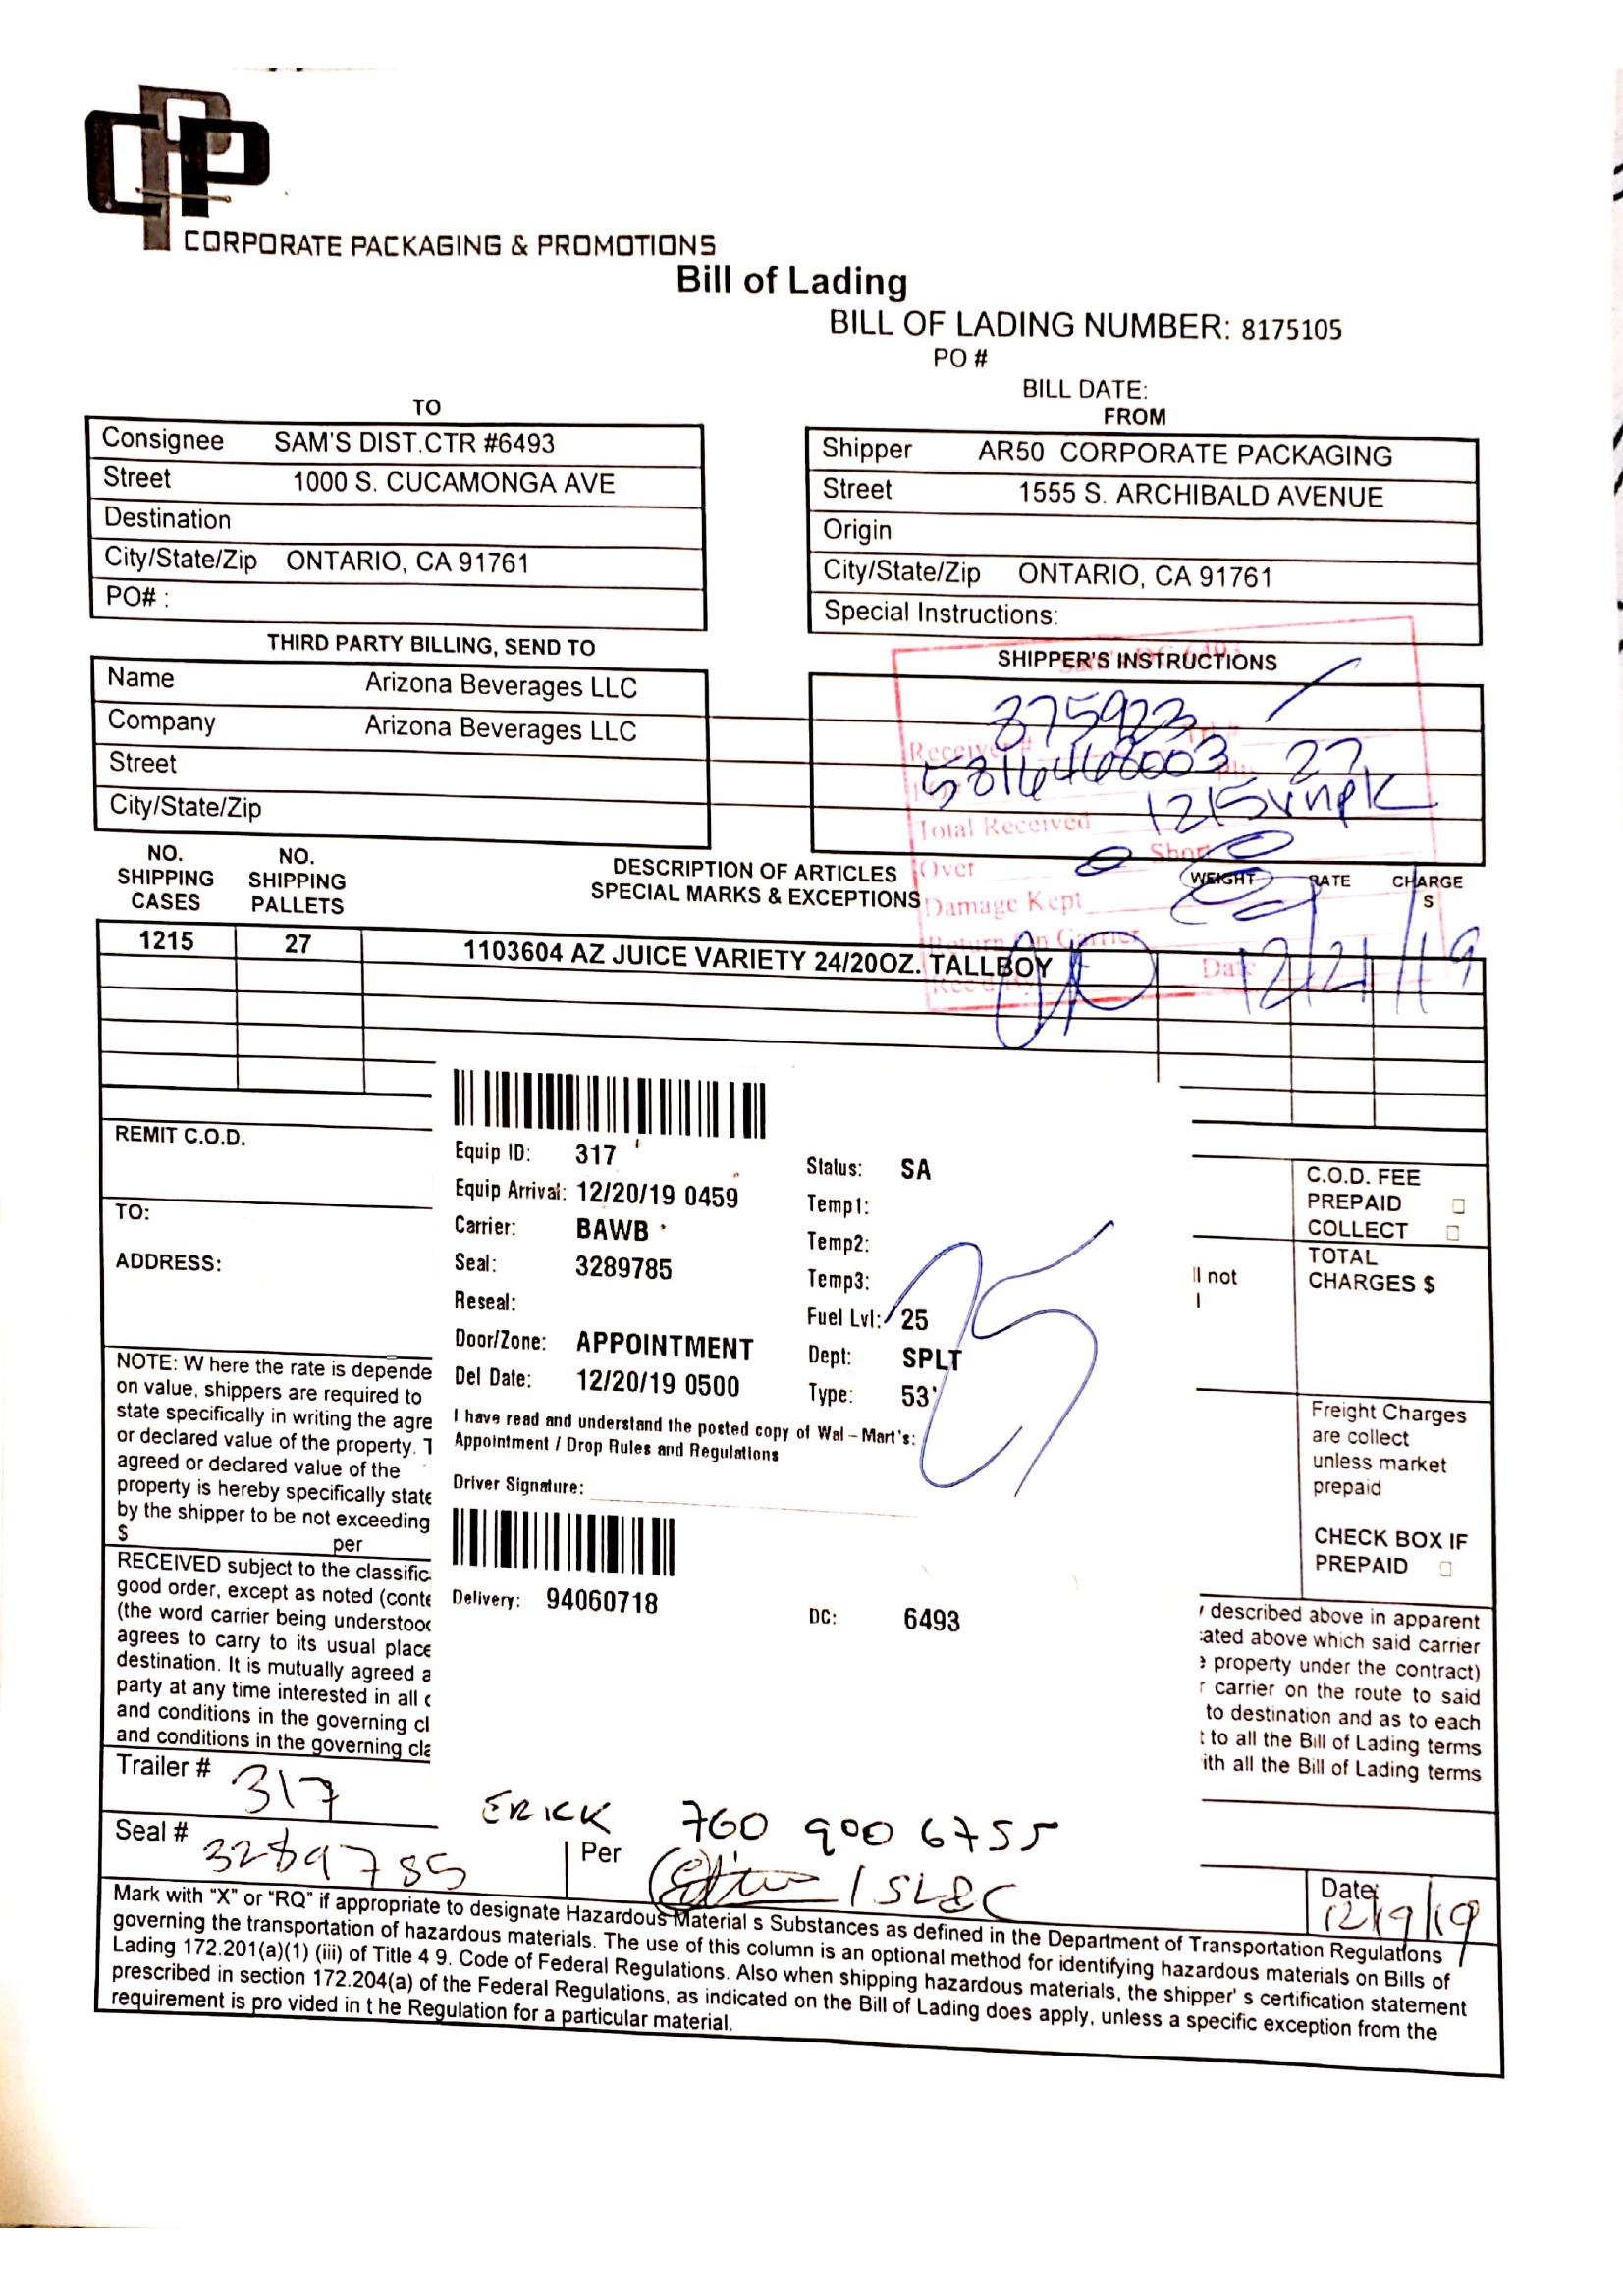 CPP
CORPORATE PACKAGING & PROMOTIONS
Bill of Lading
BILL OF LADING NUMBER: 8175105
PO #
BILL DATE:
TO
Consignee SAM'S DIST.CTR #6493
Street 1000 S. CUCAMONGA AVE
Destination
City/State/Zip ONTARIO, CA 91761
PO# :
FROM
Shipper AR50 CORPORATE PACKAGING
Street 1555 S. ARCHIBALD AVENUE
Origin
City/State/Zip ONTARIO, CA 91761
Special Instructions:
THIRD PARTY BILLING, SEND TO
Name Arizona Beverages LLC
Company Arizona Beverages LLC
Street
City/State/Zip
SHIPPER'S INSTRUCTIONS
375923
Receiver #
5816468003 27
1215 vnpk
Total Received
Over 0 Short 0
Damage Kept
Return On Carrier
Rec'd By Date 12/21/19
NO. SHIPPING CASES
NO. SHIPPING PALLETS
DESCRIPTION OF ARTICLES
SPECIAL MARKS & EXCEPTIONS
WEIGHT RATE CHARGE
S
1215 27 1103604 AZ JUICE VARIETY 24/20OZ. TALLBOY
REMIT C.O.D.
TO:
ADDRESS:
Equip ID: 317
Equip Arrival: 12/20/19 0459
Carrier: BAWB
Seal: 3289785
Reseal:
Door/Zone: APPOINTMENT
Del Date: 12/20/19 0500
Status: SA
Temp1:
Temp2:
Temp3:
Fuel Lvl: 25
Dept: SPLT
Type: 53'
25
I have read and understand the posted copy of Wal-Mart's:
Appointment / Drop Rules and Regulations
Driver Signature:
Delivery: 94060718 DC: 6493
ll not
C.O.D. FEE
PREPAID
COLLECT
TOTAL
CHARGES $
Freight Charges
are collect
unless market
prepaid
CHECK BOX IF
PREPAID
NOTE: W here the rate is depende
on value, shippers are required to
state specifically in writing the agre
or declared value of the property. T
agreed or declared value of the
property is hereby specifically state
by the shipper to be not exceeding
$ per
RECEIVED subject to the classific
good order, except as noted (conte
(the word carrier being understood
agrees to carry to its usual place
destination. It is mutually agreed a
party at any time interested in all
and conditions in the governing cl
and conditions in the governing cla
described above in apparent
ated above which said carrier
property under the contract)
r carrier on the route to said
to destination and as to each
t to all the Bill of Lading terms
ith all the Bill of Lading terms
Trailer # 317
ERICK 760 900 6755
Seal # 3289785
Per / SLBC
Date: 12/19/19
Mark with "X" or "RQ" if appropriate to designate Hazardous Material s Substances as defined in the Department of Transportation Regulations
governing the transportation of hazardous materials. The use of this column is an optional method for identifying hazardous materials on Bills of
Lading 172.201(a)(1) (iii) of Title 4 9. Code of Federal Regulations. Also when shipping hazardous materials, the shipper' s certification statement
prescribed in section 172.204(a) of the Federal Regulations, as indicated on the Bill of Lading does apply, unless a specific exception from the
requirement is pro vided in t he Regulation for a particular material.